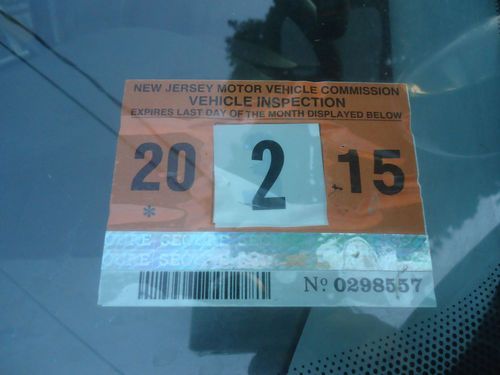 NEW JERSEY MOTOR VEHICLE COMMISSION
VEHICLE INSPECTION
EXPIRES LAST DAY OF THE MONTH DISPLAYED BELOW
20 2 15
*
Nº 0298557